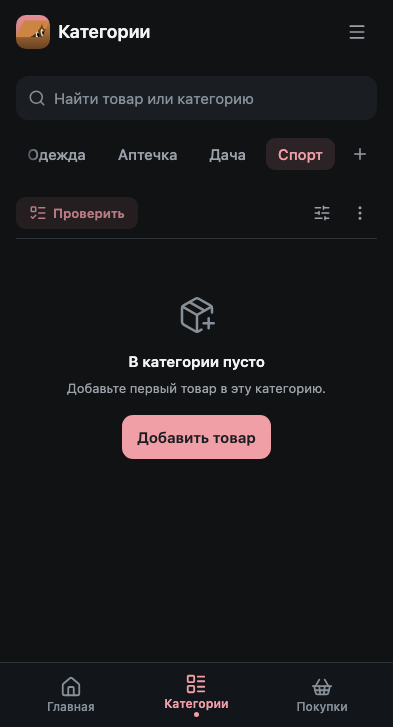 Категории
Найти товар или категорию
Одежда Аптечка Дача Спорт
Проверить
В категории пусто
Добавьте первый товар в эту категорию.
Добавить товар
Главная Категории Покупки